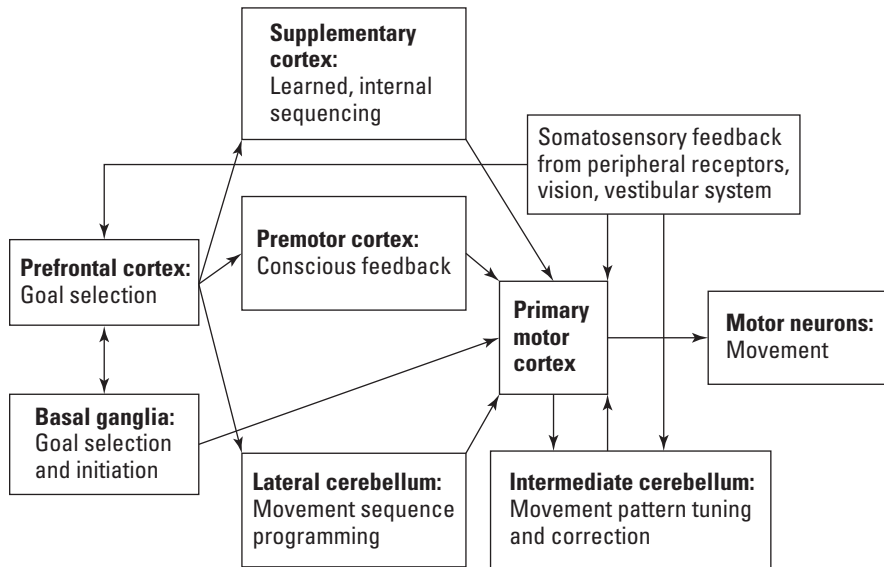 Supplementary
cortex:
Learned, internal
sequencing
Somatosensory feedback
from peripheral receptors,
vision, vestibular system
Prefrontal cortex:
Goal selection
Premotor cortex:
Conscious feedback
Primary
motor
cortex
Motor neurons:
Movement
Basal ganglia:
Goal selection
and initiation
Lateral cerebellum:
Movement sequence
programming
Intermediate cerebellum:
Movement pattern tuning
and correction